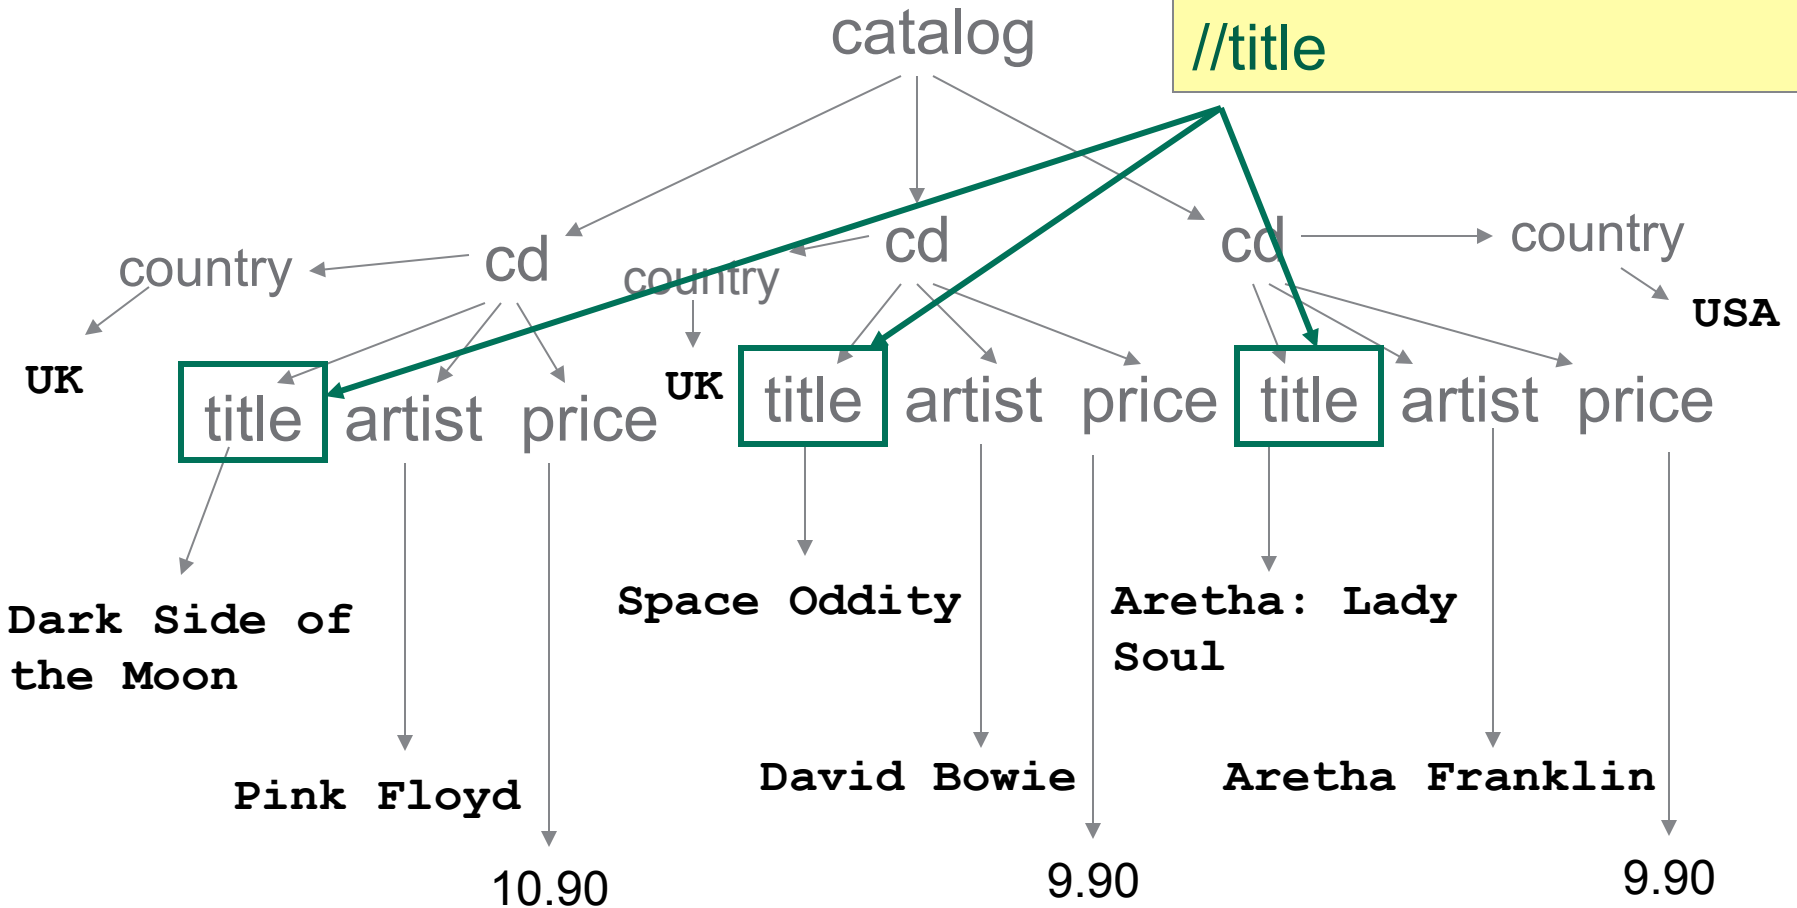 catalog
//title
country
cd
country
cd
cd
country
UK
UK
USA
title
artist
price
title
artist
price
title
artist
price
Dark Side of
the Moon
Space Oddity
Aretha: Lady
Soul
Pink Floyd
David Bowie
Aretha Franklin
10.90
9.90
9.90